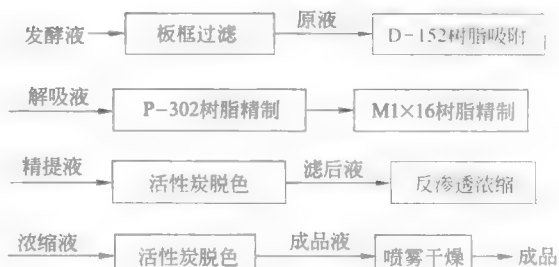 发酵液 板框过滤 原液 D-152树脂吸附
解吸液 P-302树脂精制 M1×16树脂精制
精提液 活性炭脱色 滤后液 反渗透浓缩
浓缩液 活性炭脱色 成品液 喷雾干燥 成品